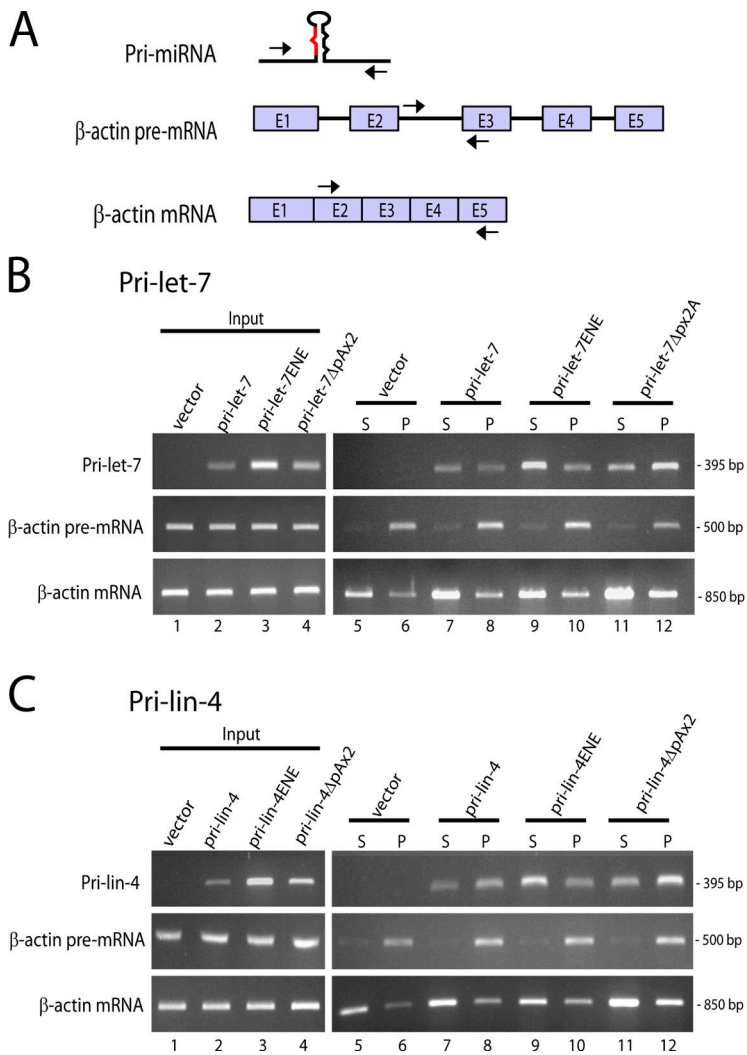 A
Pri-miRNA
β-actin pre-mRNA
E1 E2 E3 E4 E5
β-actin mRNA
E1 E2 E3 E4 E5
B Pri-let-7
Input
vector pri-let-7 pri-let-7ENE pri-let-7ΔpAx2
vector pri-let-7 pri-let-7ENE pri-let-7Δpx2A
S P S P S P S P
Pri-let-7 - 395 bp
β-actin pre-mRNA - 500 bp
β-actin mRNA - 850 bp
1 2 3 4 5 6 7 8 9 10 11 12
C Pri-lin-4
Input
vector pri-lin-4 pri-lin-4ENE pri-lin-4ΔpAx2
vector pri-lin-4 pri-lin-4ENE pri-lin-4ΔpAx2
S P S P S P S P
Pri-lin-4 - 395 bp
β-actin pre-mRNA - 500 bp
β-actin mRNA - 850 bp
1 2 3 4 5 6 7 8 9 10 11 12